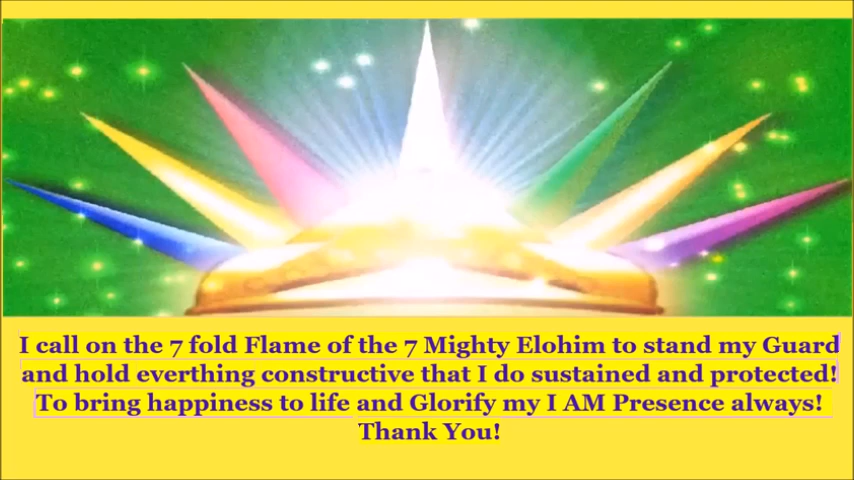 I call on the 7 fold Flame of the 7 Mighty Elohim to stand my Guard
and hold everthing constructive that I do sustained and protected!
To bring happiness to life and Glorify my I AM Presence always!
Thank You!